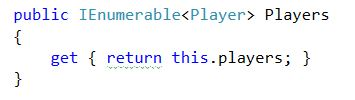 public IEnumerable<Player> Players
{
    get { return this.players; }
}